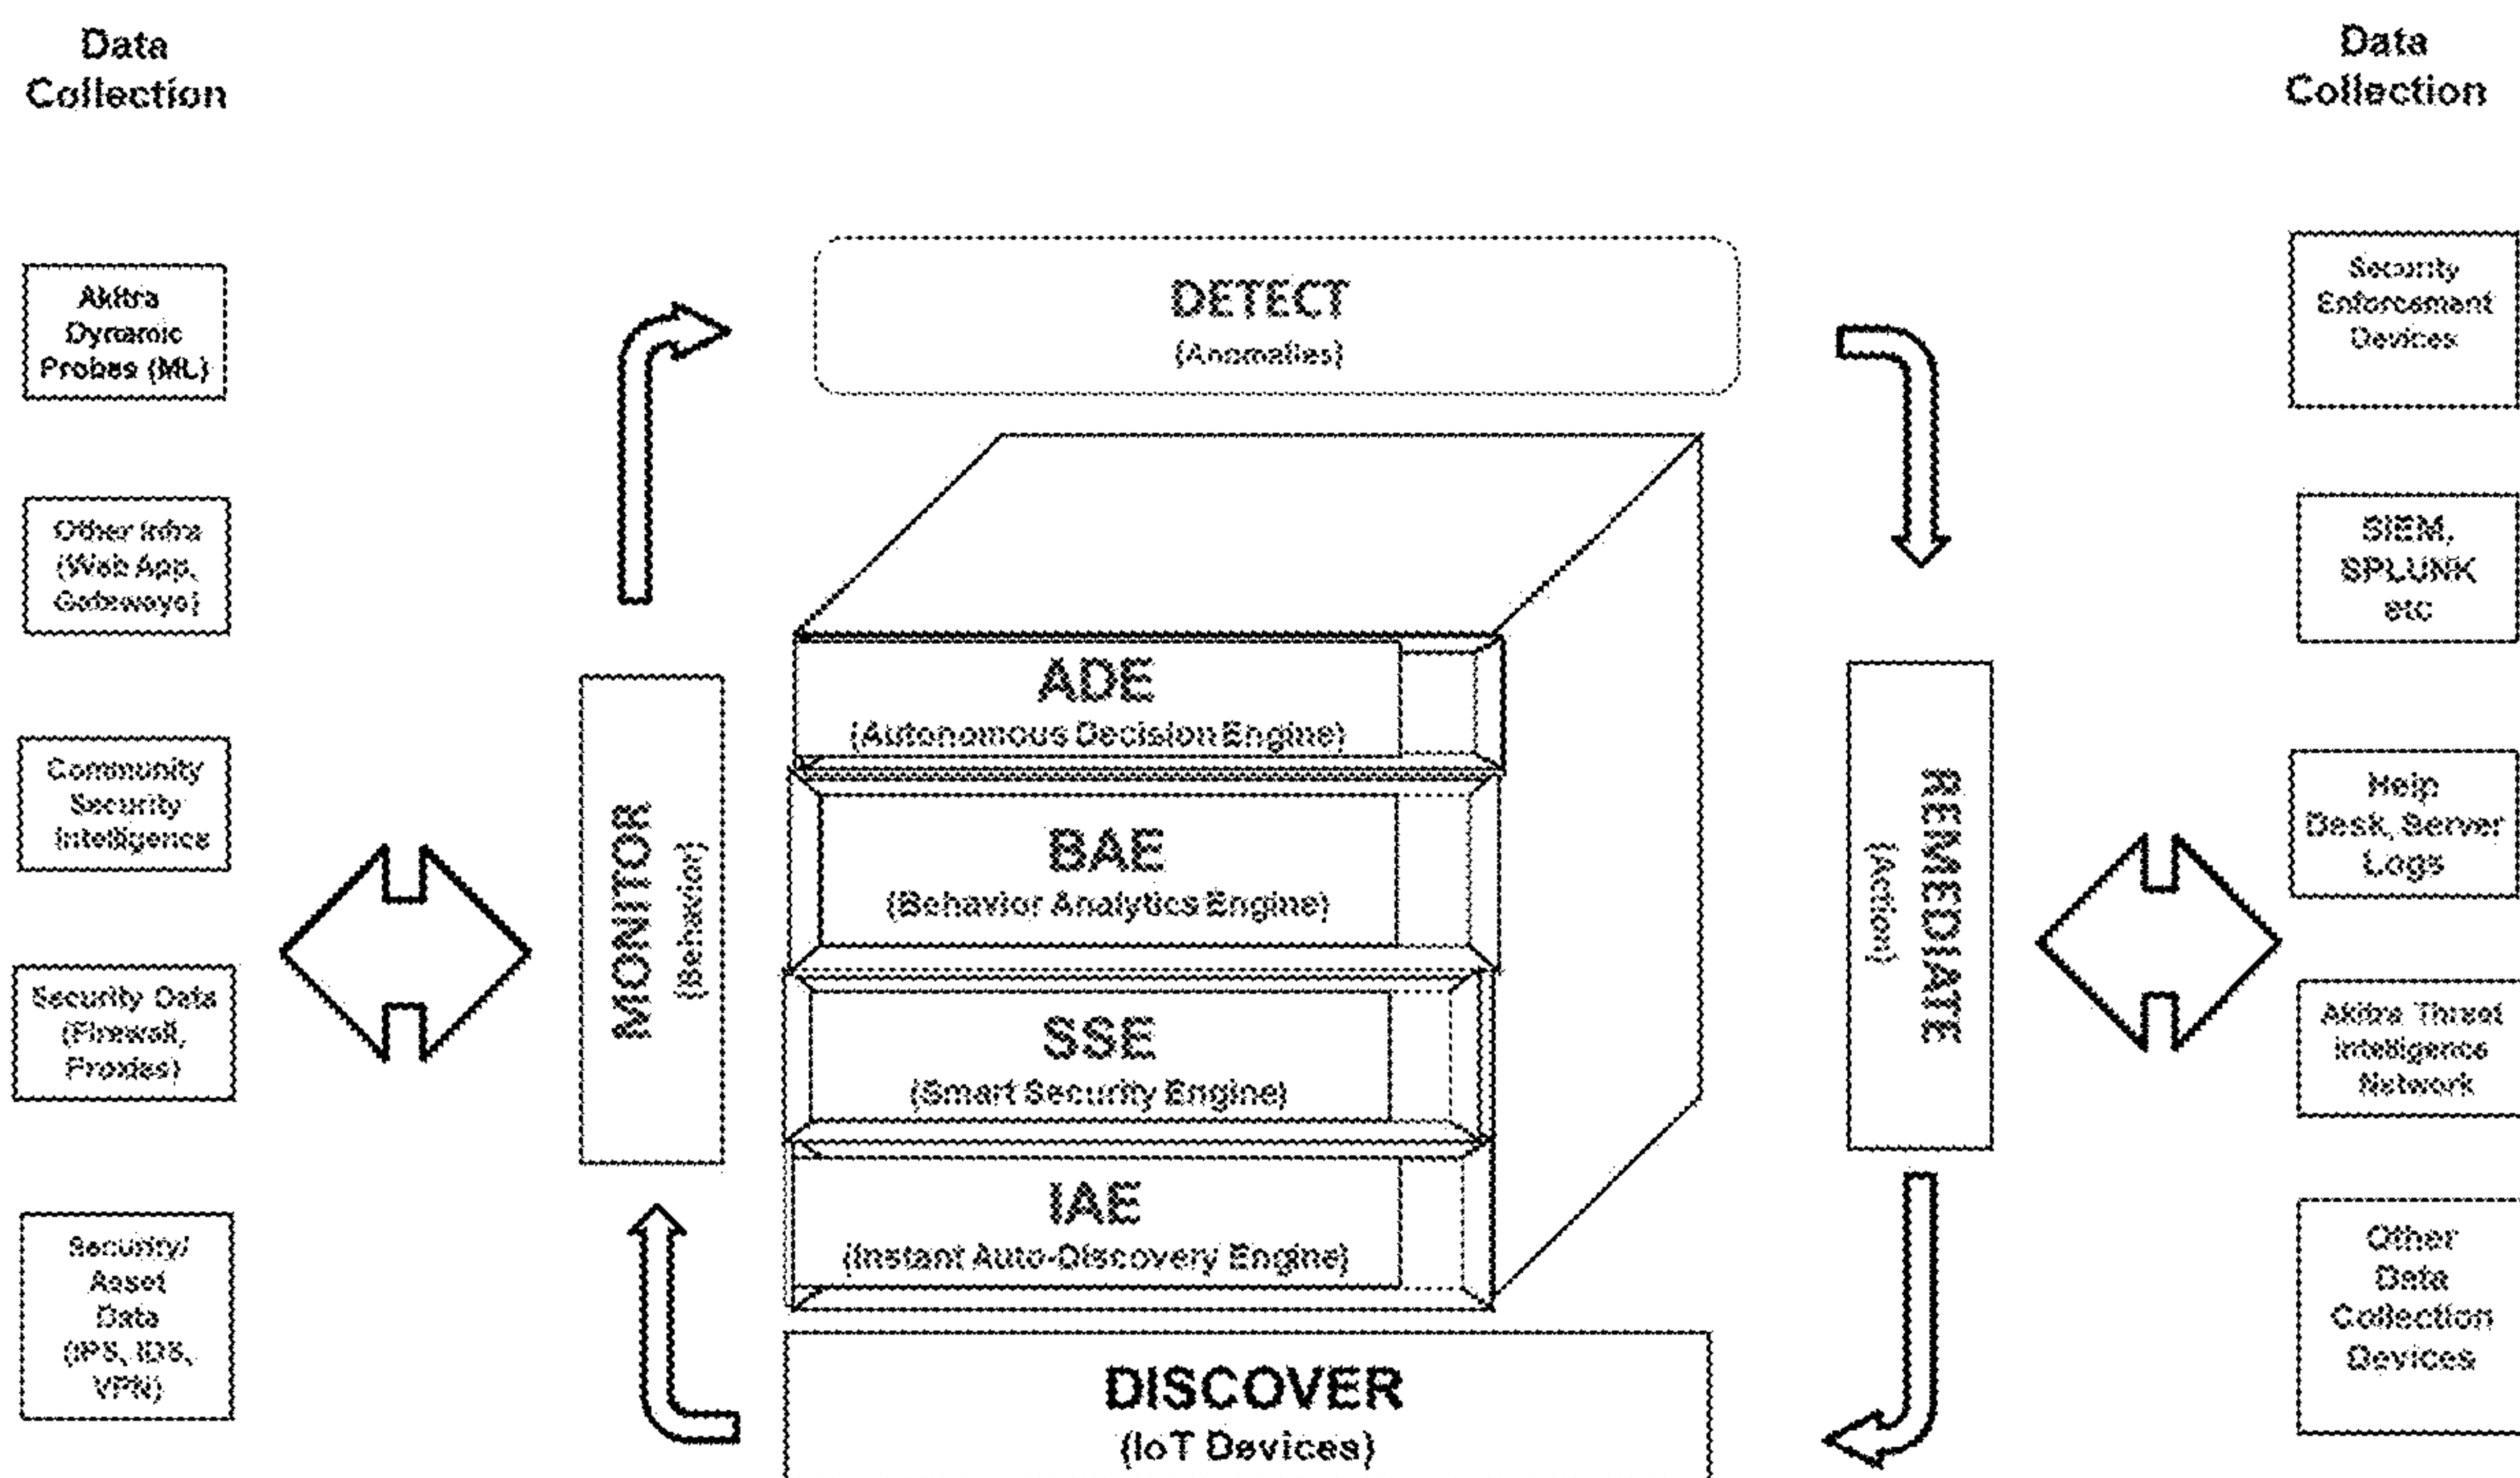 Data
Collection
Akitra
Dynamic
Probes (ML)
Other Infra
(Web App,
Gateways)
Community
Security
Intelligence
Security Data
(Firewall,
Proxies)
Security/
Asset
Data
(IPS, IDS,
VPN)
MONITOR
(Behavior)
DETECT
(Anomalies)
ADE
(Autonomous Decision Engine)
BAE
(Behavior Analytics Engine)
SSE
(Smart Security Engine)
IAE
(Instant Auto-Discovery Engine)
DISCOVER
(IoT Devices)
REMEDIATE
(Action)
Data
Collection
Security
Enforcement
Devices
SIEM,
SPLUNK
etc
Help
Desk, Server
Logs
Akitra Threat
Intelligence
Network
Other
Data
Collection
Devices